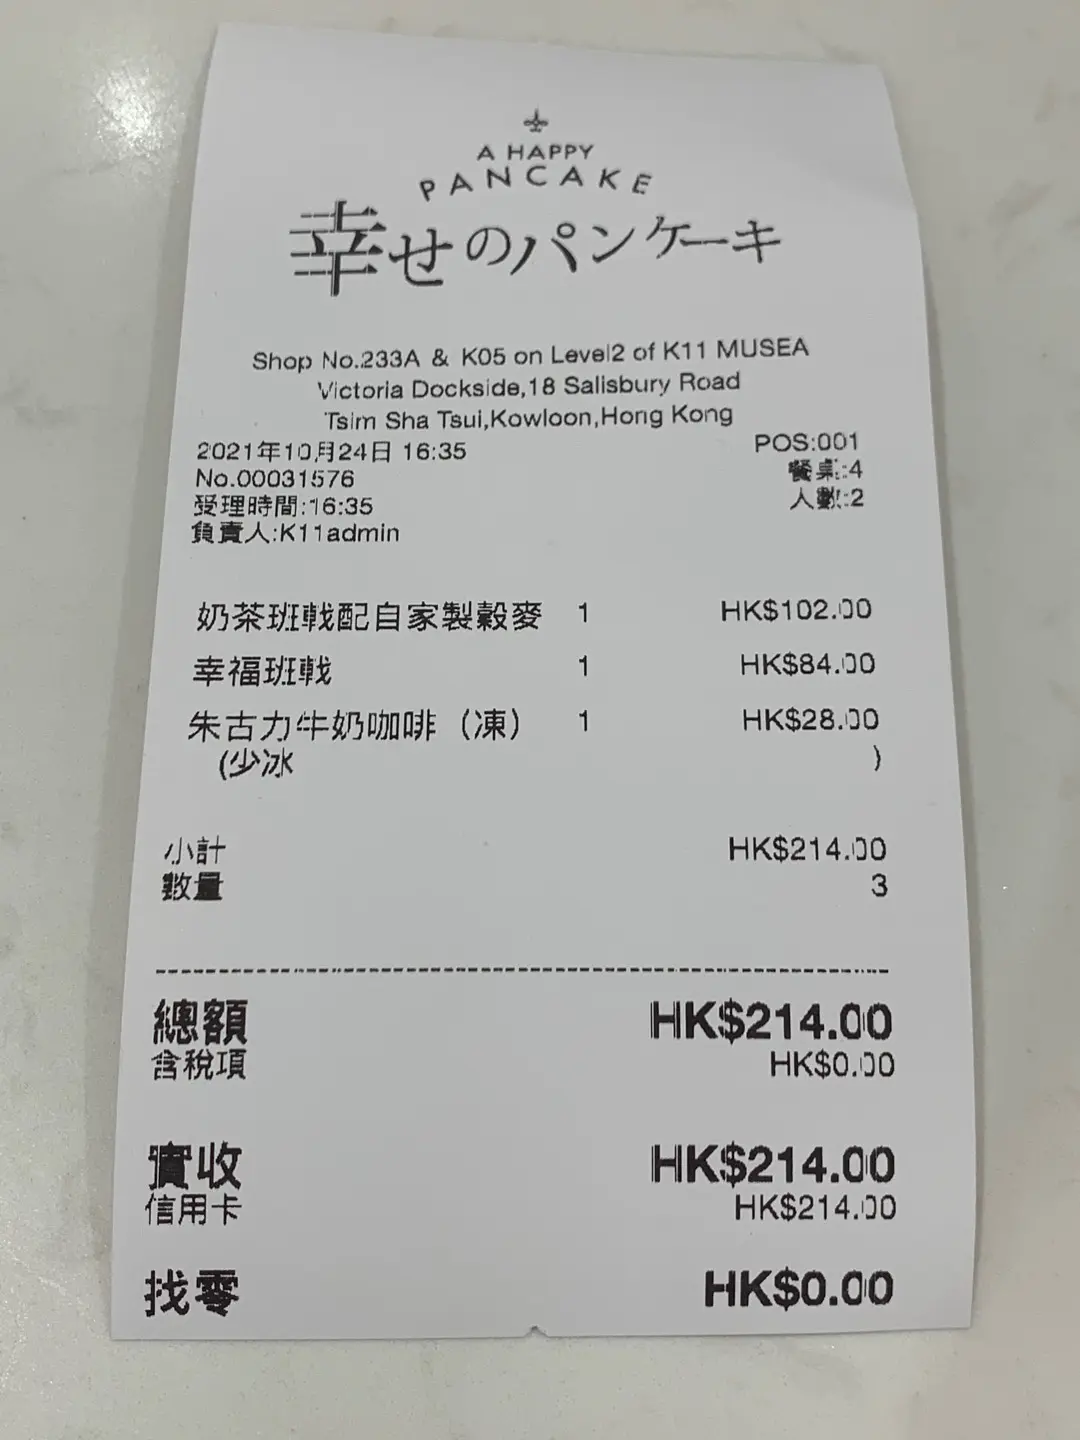 A HAPPY
PANCAKE
幸せのパンケーキ
Shop No.233A & K05 on Level2 of K11 MUSEA
Victoria Dockside,18 Salisbury Road
Tsim Sha Tsui,Kowloon,Hong Kong
2021年10月24日 16:35 POS:001
No.00031576 餐桌:4
受理時間:16:35 人數:2
負責人:K11admin
奶茶班戟配自家製穀麥 1 HK$102.00
幸福班戟 1 HK$84.00
朱古力牛奶咖啡（凍） 1 HK$28.00
(少冰 )
小計 HK$214.00
數量 3
總額 HK$214.00
含稅項 HK$0.00
實收 HK$214.00
信用卡 HK$214.00
找零 HK$0.00